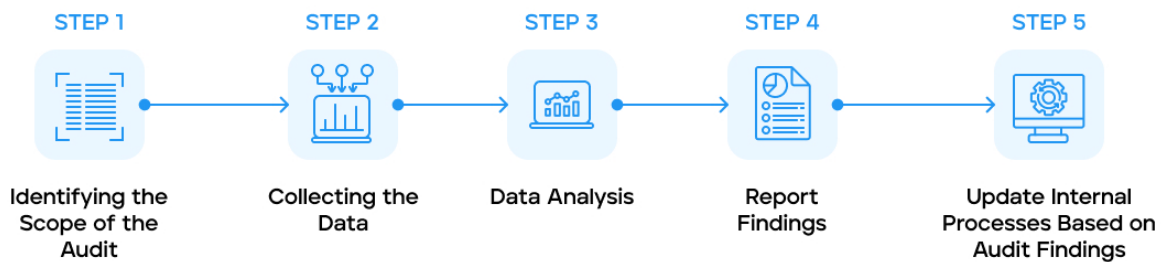 STEP 1
STEP 2
STEP 3
STEP 4
STEP 5
Identifying the
Scope of the
Audit
Collecting the
Data
Data Analysis
Report
Findings
Update Internal
Processes Based on
Audit Findings